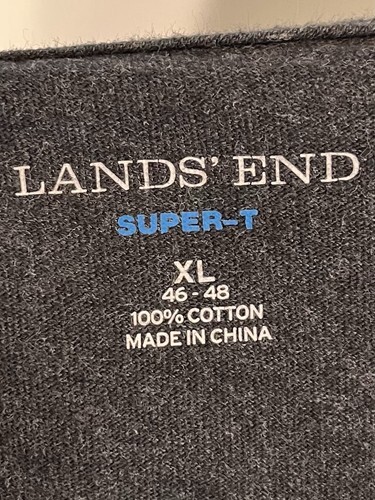 LANDS' END
SUPER-T
XL
46 - 48
100% COTTON
MADE IN CHINA